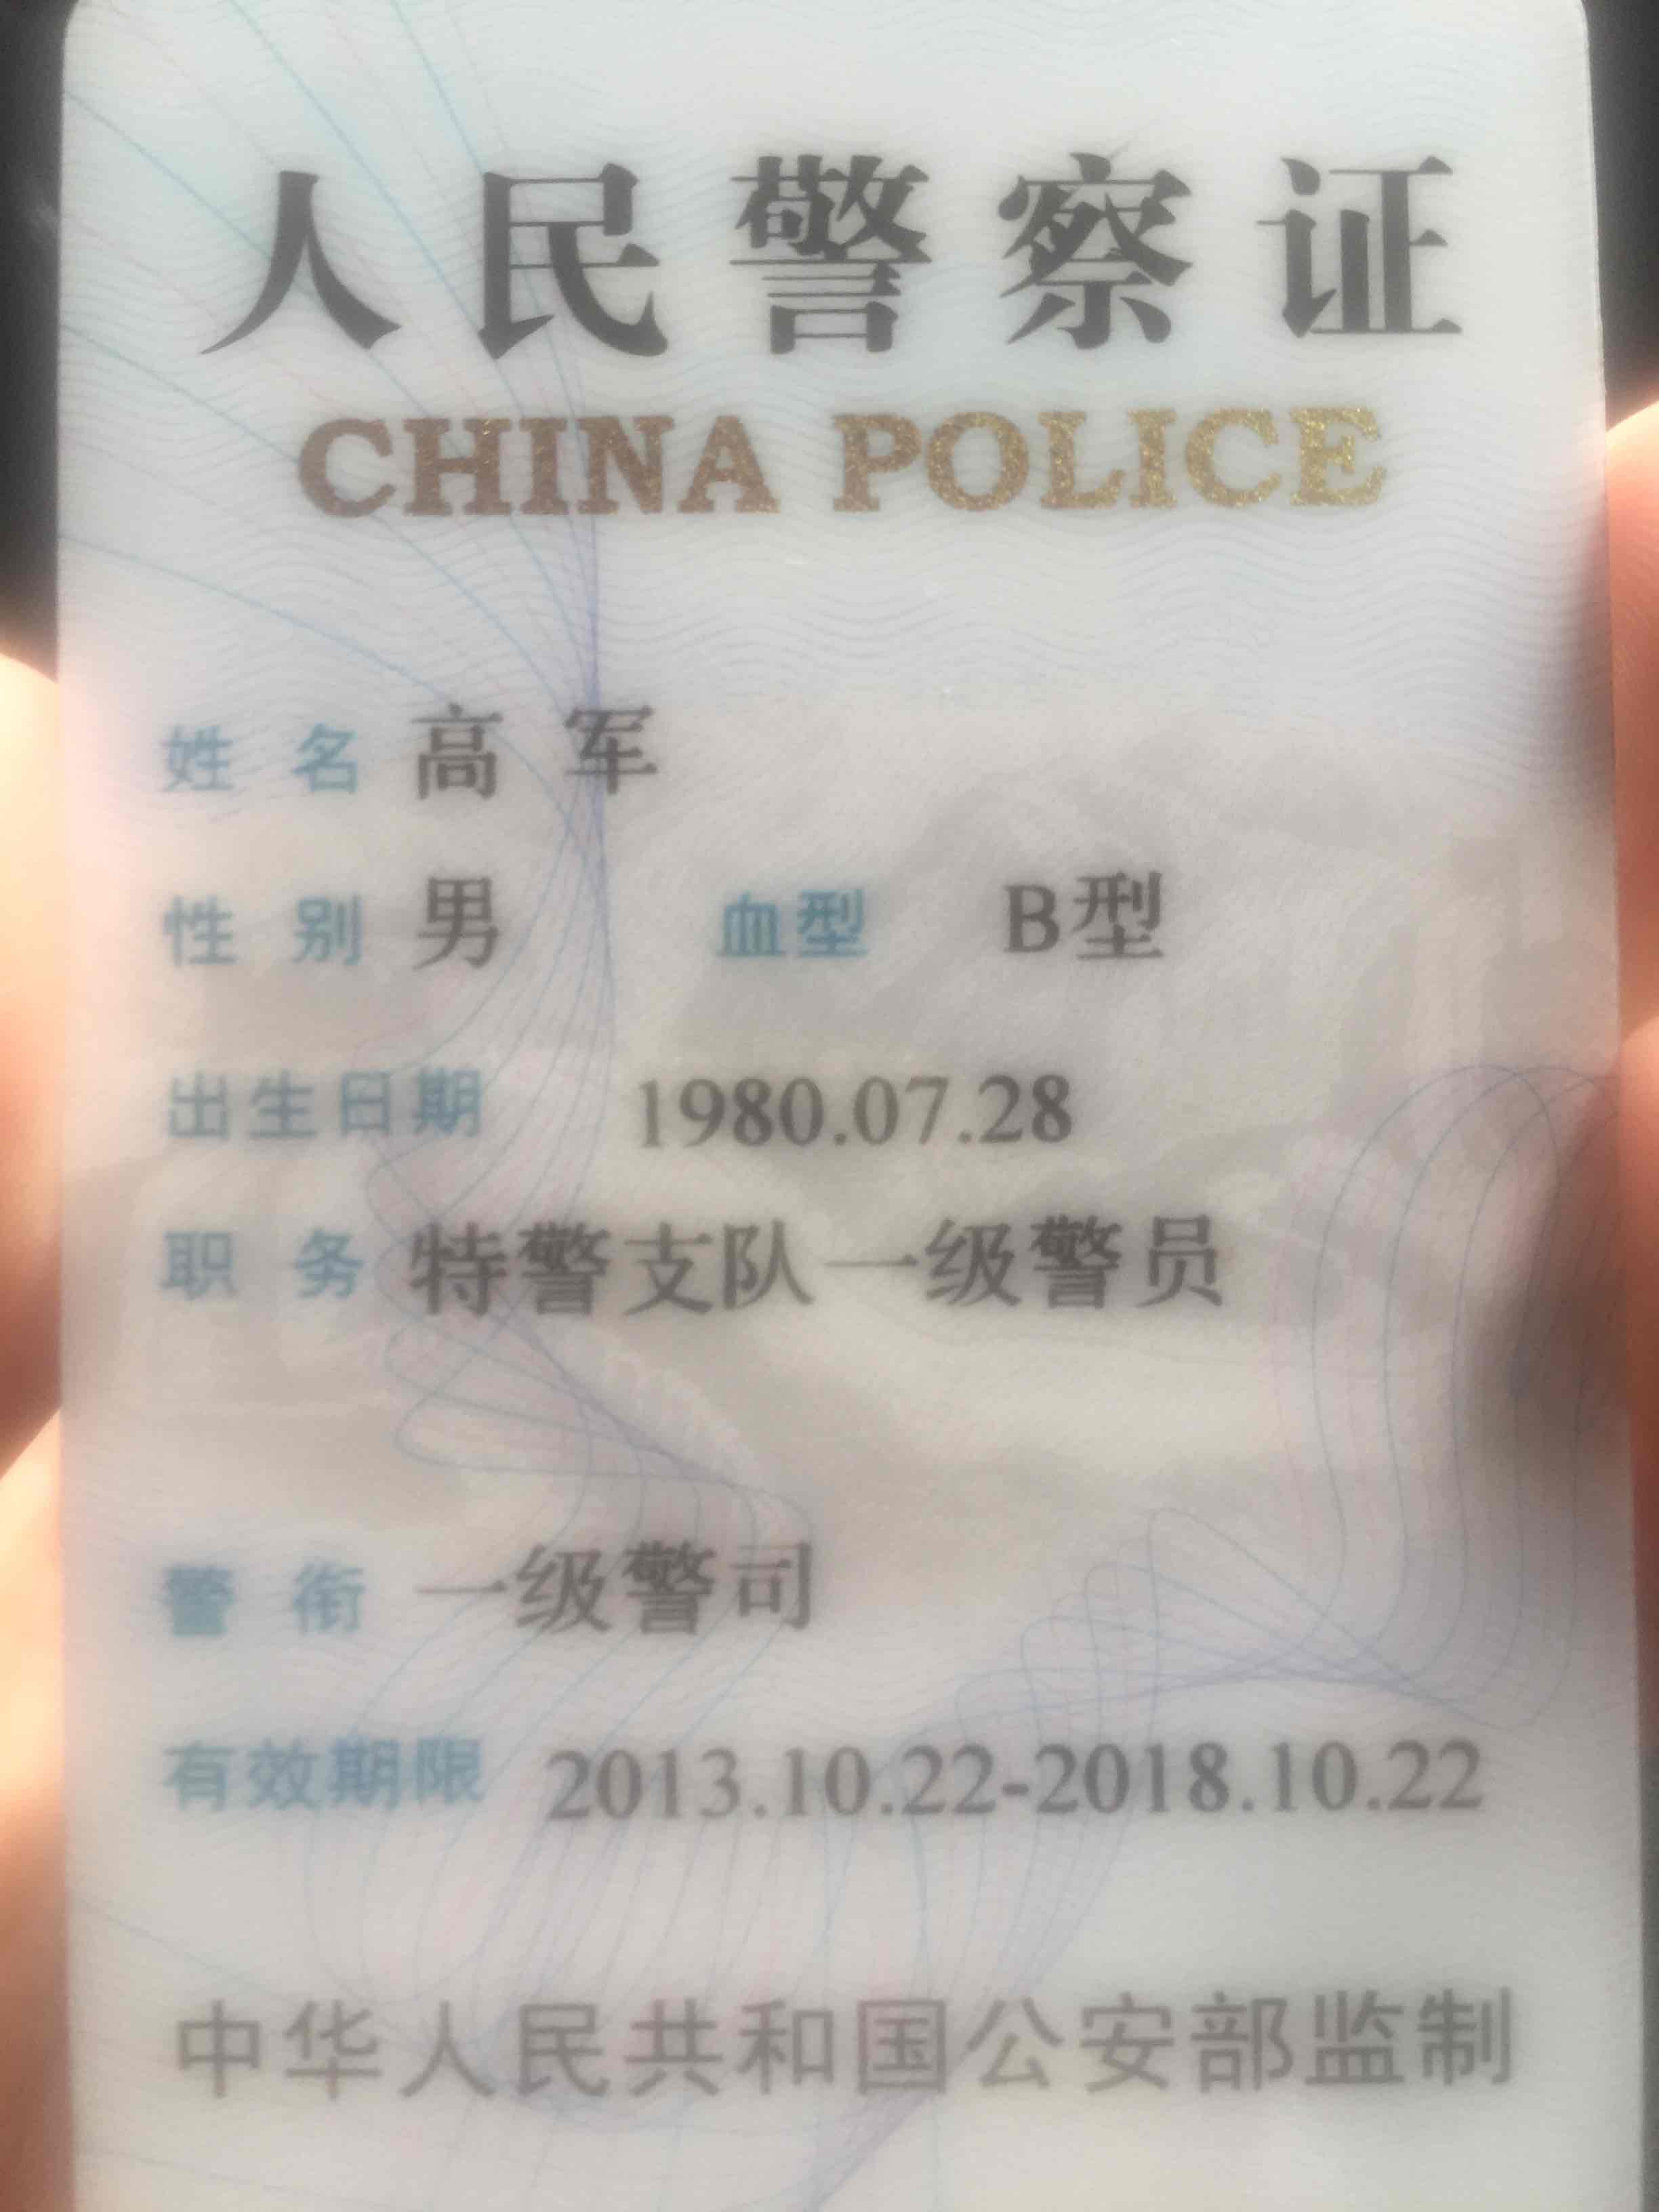 人民警察证
CHINA POLICE
姓 名 高 军
性 别 男 血型 B型
出生日期 1980.07.28
职 务 特警支队一级警员
警 衔 一级警司
有效期限 2013.10.22-2018.10.22
中华人民共和国公安部监制